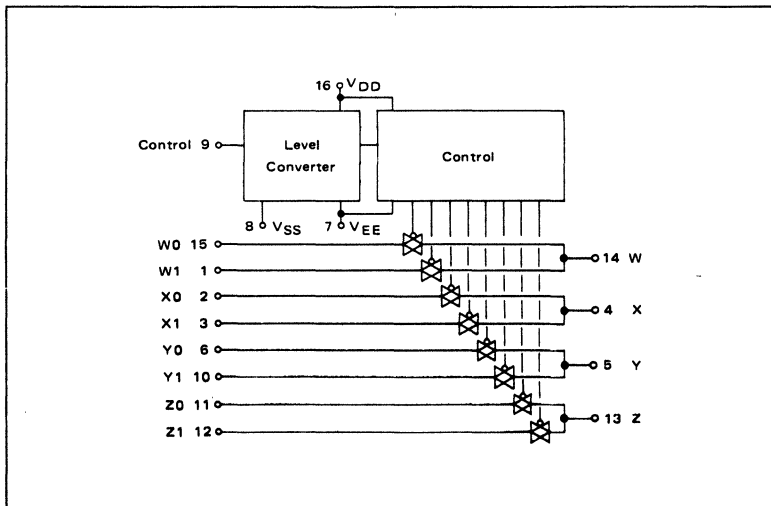 16 VDD
Control 9
Level
Converter
Control
8 VSS
7 VEE
W0 15
14 W
W1 1
X0 2
4 X
X1 3
Y0 6
5 Y
Y1 10
Z0 11
13 Z
Z1 12